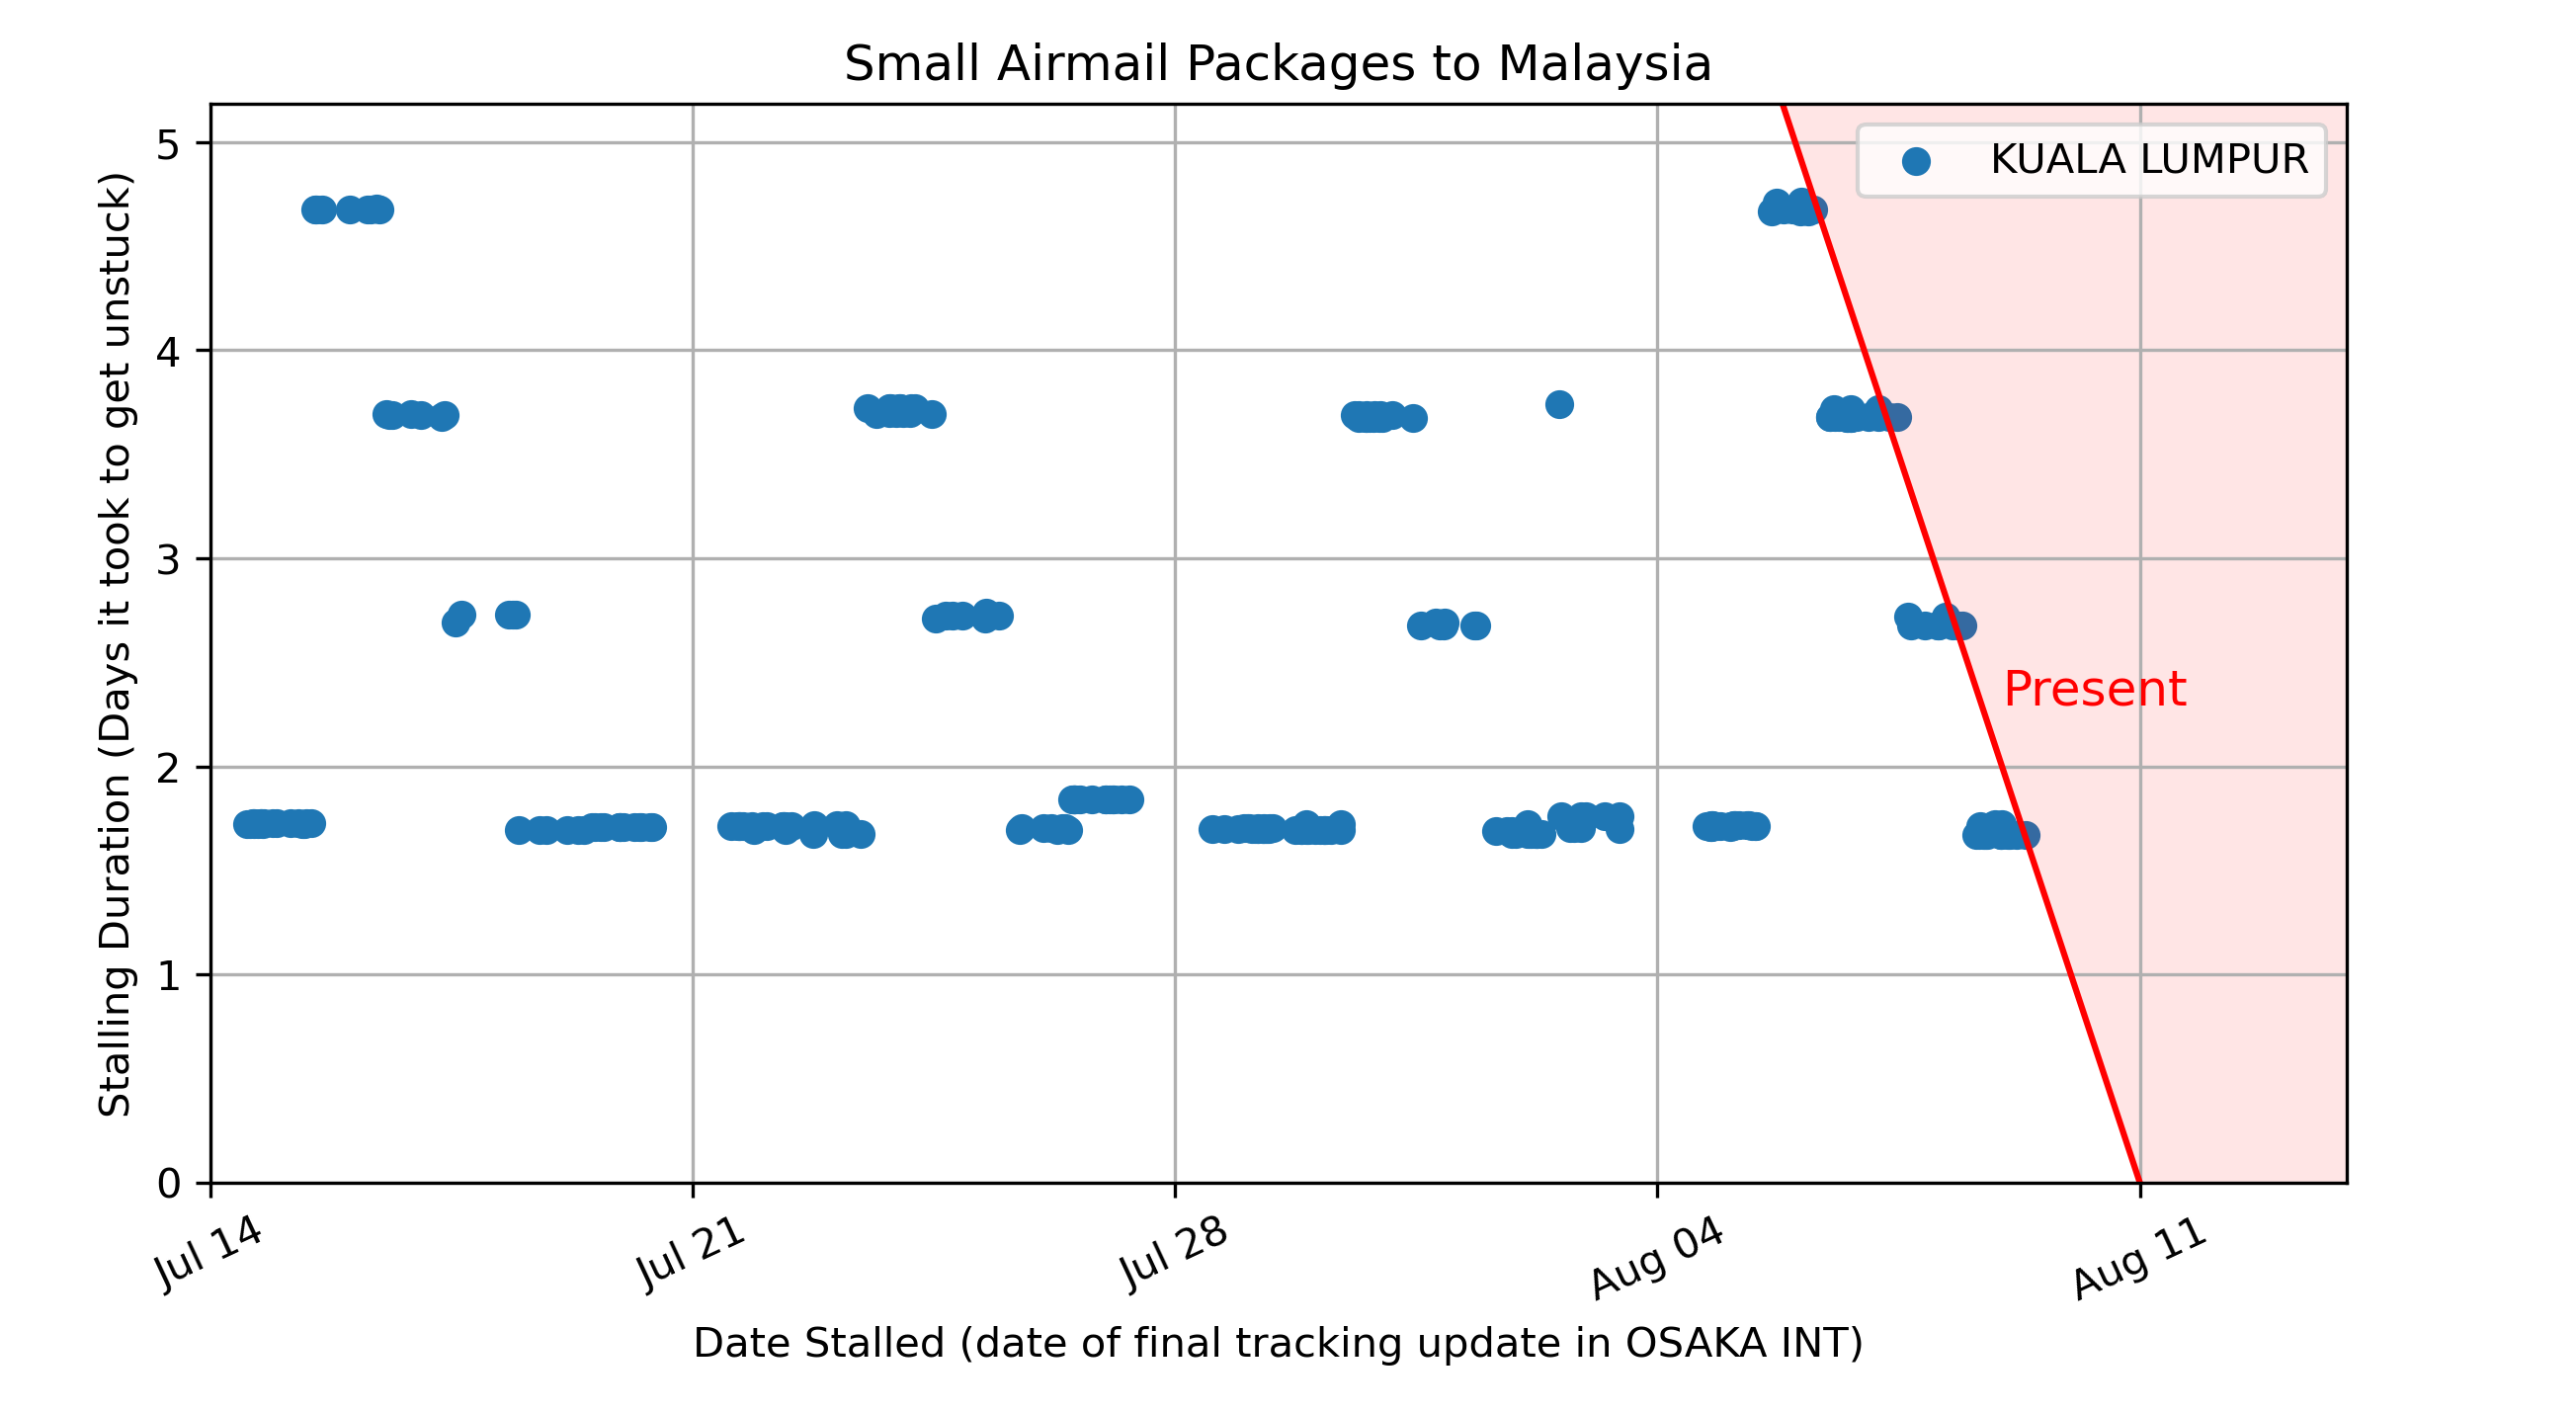 Small Airmail Packages to Malaysia
KUALA LUMPUR
Stalling Duration (Days it took to get unstuck)
5
4
3
2
1
0
Present
Jul 14
Jul 21
Jul 28
Aug 04
Aug 11
Date Stalled (date of final tracking update in OSAKA INT)